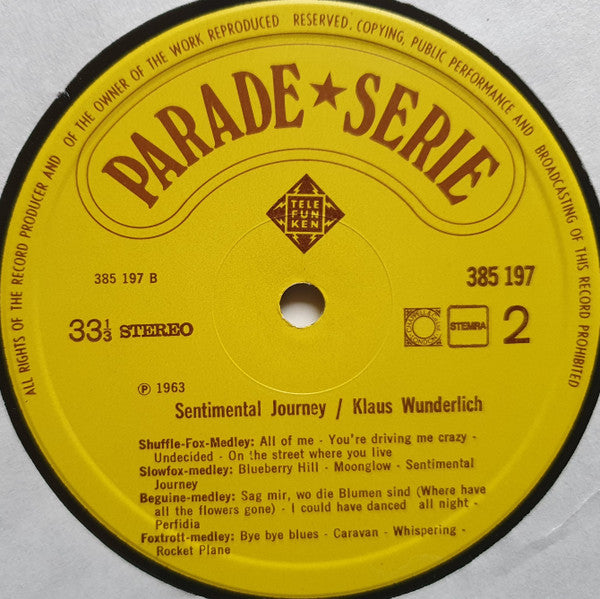 ALL RIGHTS OF THE RECORD PRODUCER AND OF THE OWNER OF THE WORK REPRODUCED RESERVED. COPYING, PUBLIC PERFORMANCE AND BROADCASTING OF THIS RECORD PROHIBITED
PARADE★SERIE
TELE
FUN
KEN
385 197 B
385 197
33⅓ STEREO
STEMRA
2
℗ 1963
Sentimental Journey / Klaus Wunderlich
Shuffle-Fox-Medley: All of me - You're driving me crazy -
Undecided - On the street where you live
Slowfox-medley: Blueberry Hill - Moonglow - Sentimental
Journey
Beguine-medley: Sag mir, wo die Blumen sind (Where have
all the flowers gone) - I could have danced all night -
Perfidia
Foxtrott-medley: Bye bye blues - Caravan - Whispering -
Rocket Plane